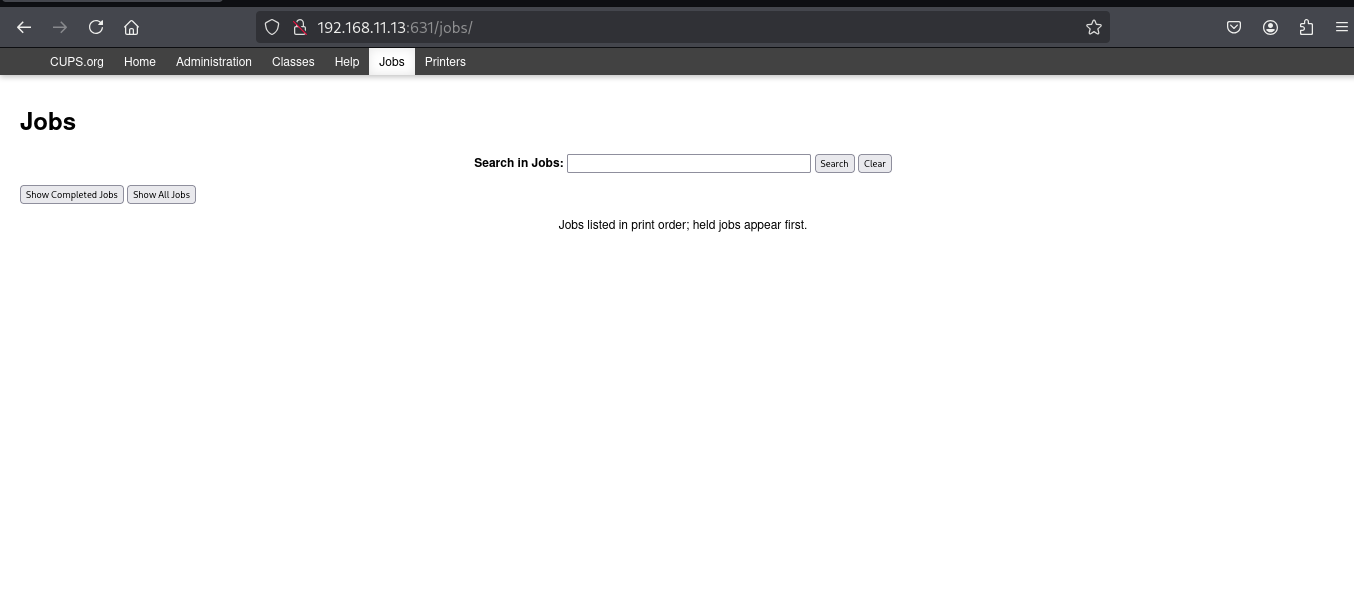 192.168.11.13:631/jobs/
CUPS.org Home Administration Classes Help Jobs Printers
Jobs
Search in Jobs: Search Clear
Show Completed Jobs Show All Jobs
Jobs listed in print order; held jobs appear first.